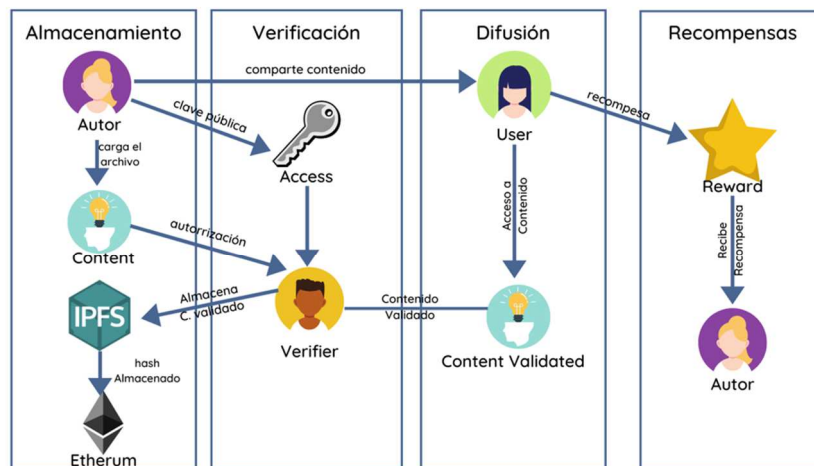 Almacenamiento
Verificación
Difusión
Recompensas
comparte contenido
Autor
clave pública
carga el
archivo
Access
User
recompesa
Reward
Content
autorrización
Acceso a
Contenido
Recibe
Recompensa
IPFS
Almacena
C. validado
Verifier
Contenido
Validado
Content Validated
Autor
hash
Almacenado
Etherum